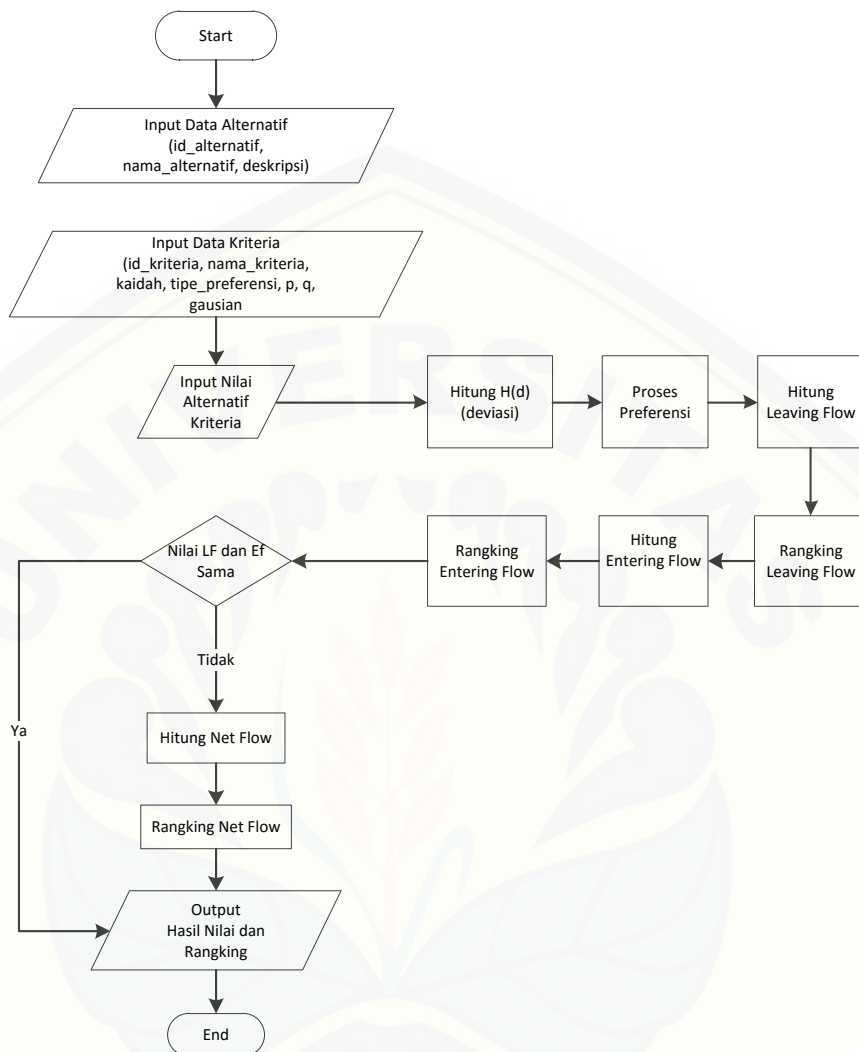 Start
Input Data Alternatif
(id_alternatif,
nama_alternatif, deskripsi)
Input Data Kriteria
(id_kriteria, nama_kriteria,
kaidah, tipe_preferensi, p, q,
gausian
Input Nilai
Alternatif
Kriteria
Hitung H(d)
(deviasi)
Proses
Preferensi
Hitung
Leaving Flow
Rangking
Leaving Flow
Hitung
Entering Flow
Rangking
Entering Flow
Nilai LF dan Ef
Sama
Tidak
Ya
Hitung Net Flow
Rangking Net Flow
Output
Hasil Nilai dan
Rangking
End
UNIVERSITAS